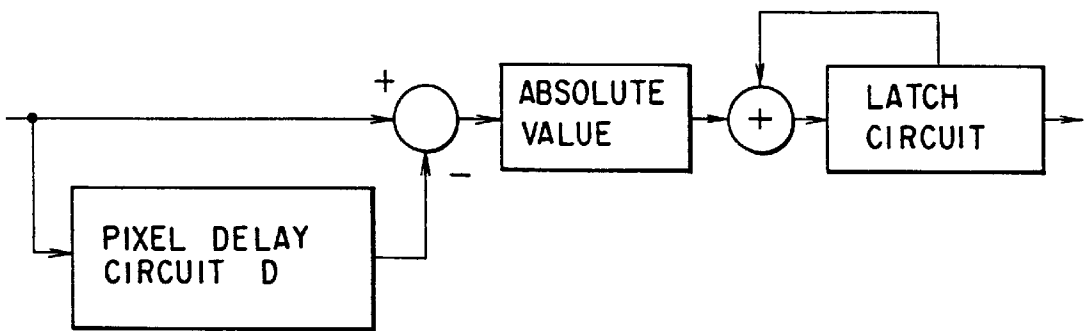 +
−
ABSOLUTE
VALUE
+
LATCH
CIRCUIT
PIXEL DELAY
CIRCUIT D